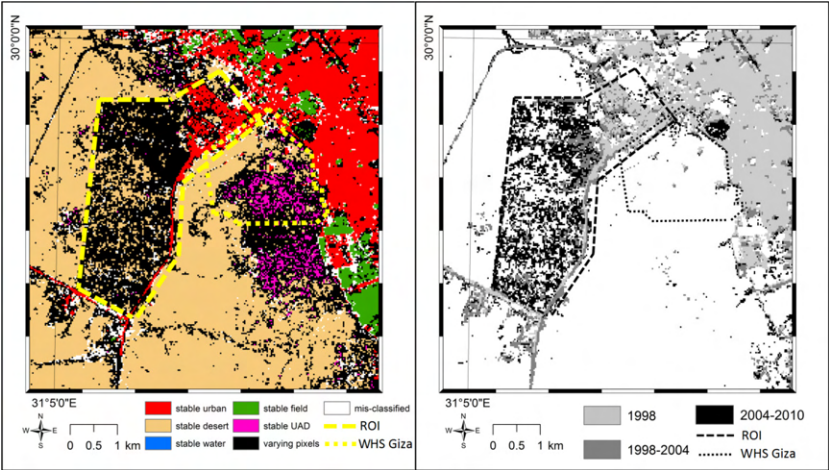 30°0'0"N
31°5'0"E
N
W E
S
0 0.5 1 km
stable urban
stable field
mis-classified
stable desert
stable UAD
ROI
stable water
varying pixels
WHS Giza
30°0'0"N
31°5'0"E
N
W E
S
0 0.5 1 km
1998
2004-2010
1998-2004
ROI
WHS Giza